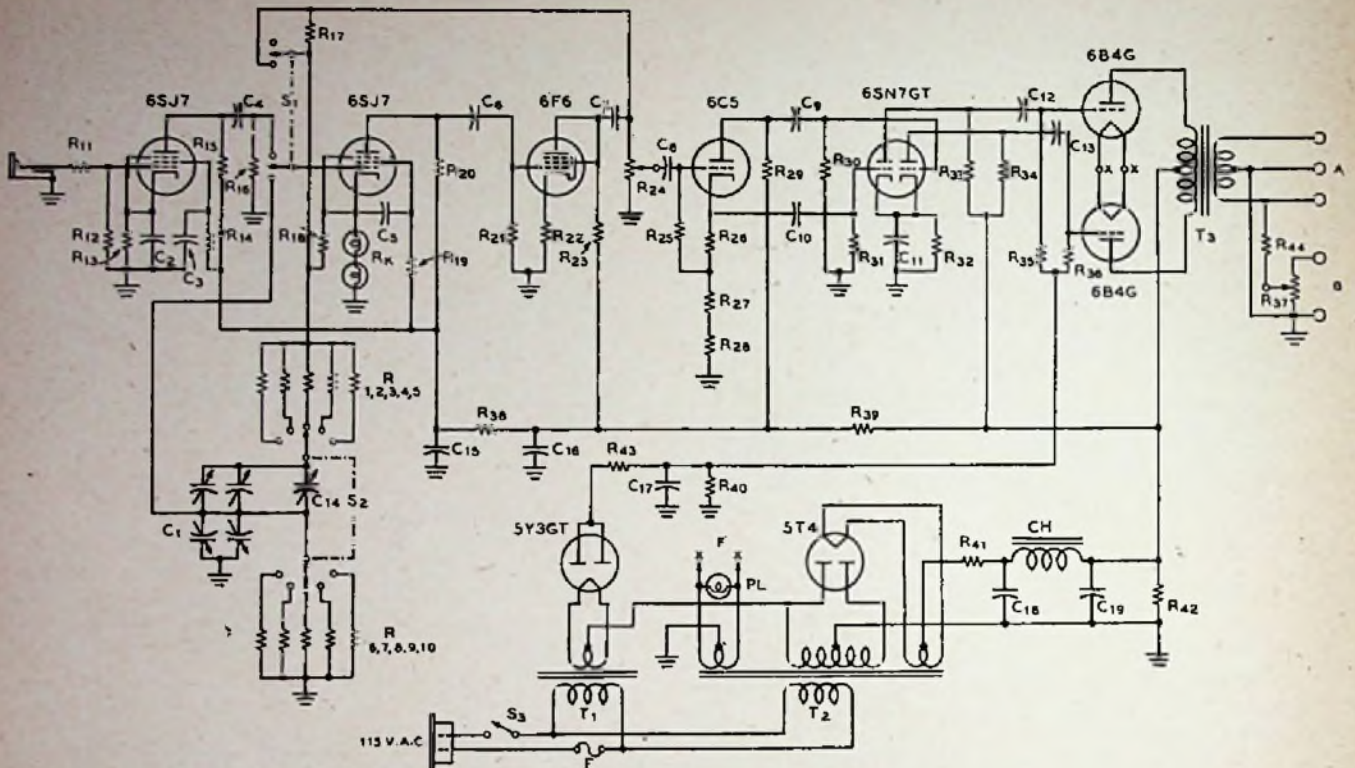 R17
6B4G
6SJ7
C4
S1
6SJ7
C6
6F6
6C5
C9
6SN7GT
C12
C13
R11
R15
R16
R20
R24
C8
R29
R30
R33
R34
X
X
A
T3
R12
R13
C2
C3
R14
R18
C5
RK
R19
R21
R22
R23
R25
R26
C10
R31
C11
R32
R35
R36
6B4G
R44
R37
B
R27
R28
R
1,2,3,4,5
R38
R39
C15
C16
R43
C17
R40
C14
S2
C1
5Y3GT
F
X
X
PL
5T4
R41
CH
C18
C19
R42
R
6,7,8,9,10
T1
T2
S3
115 V.A.C
F